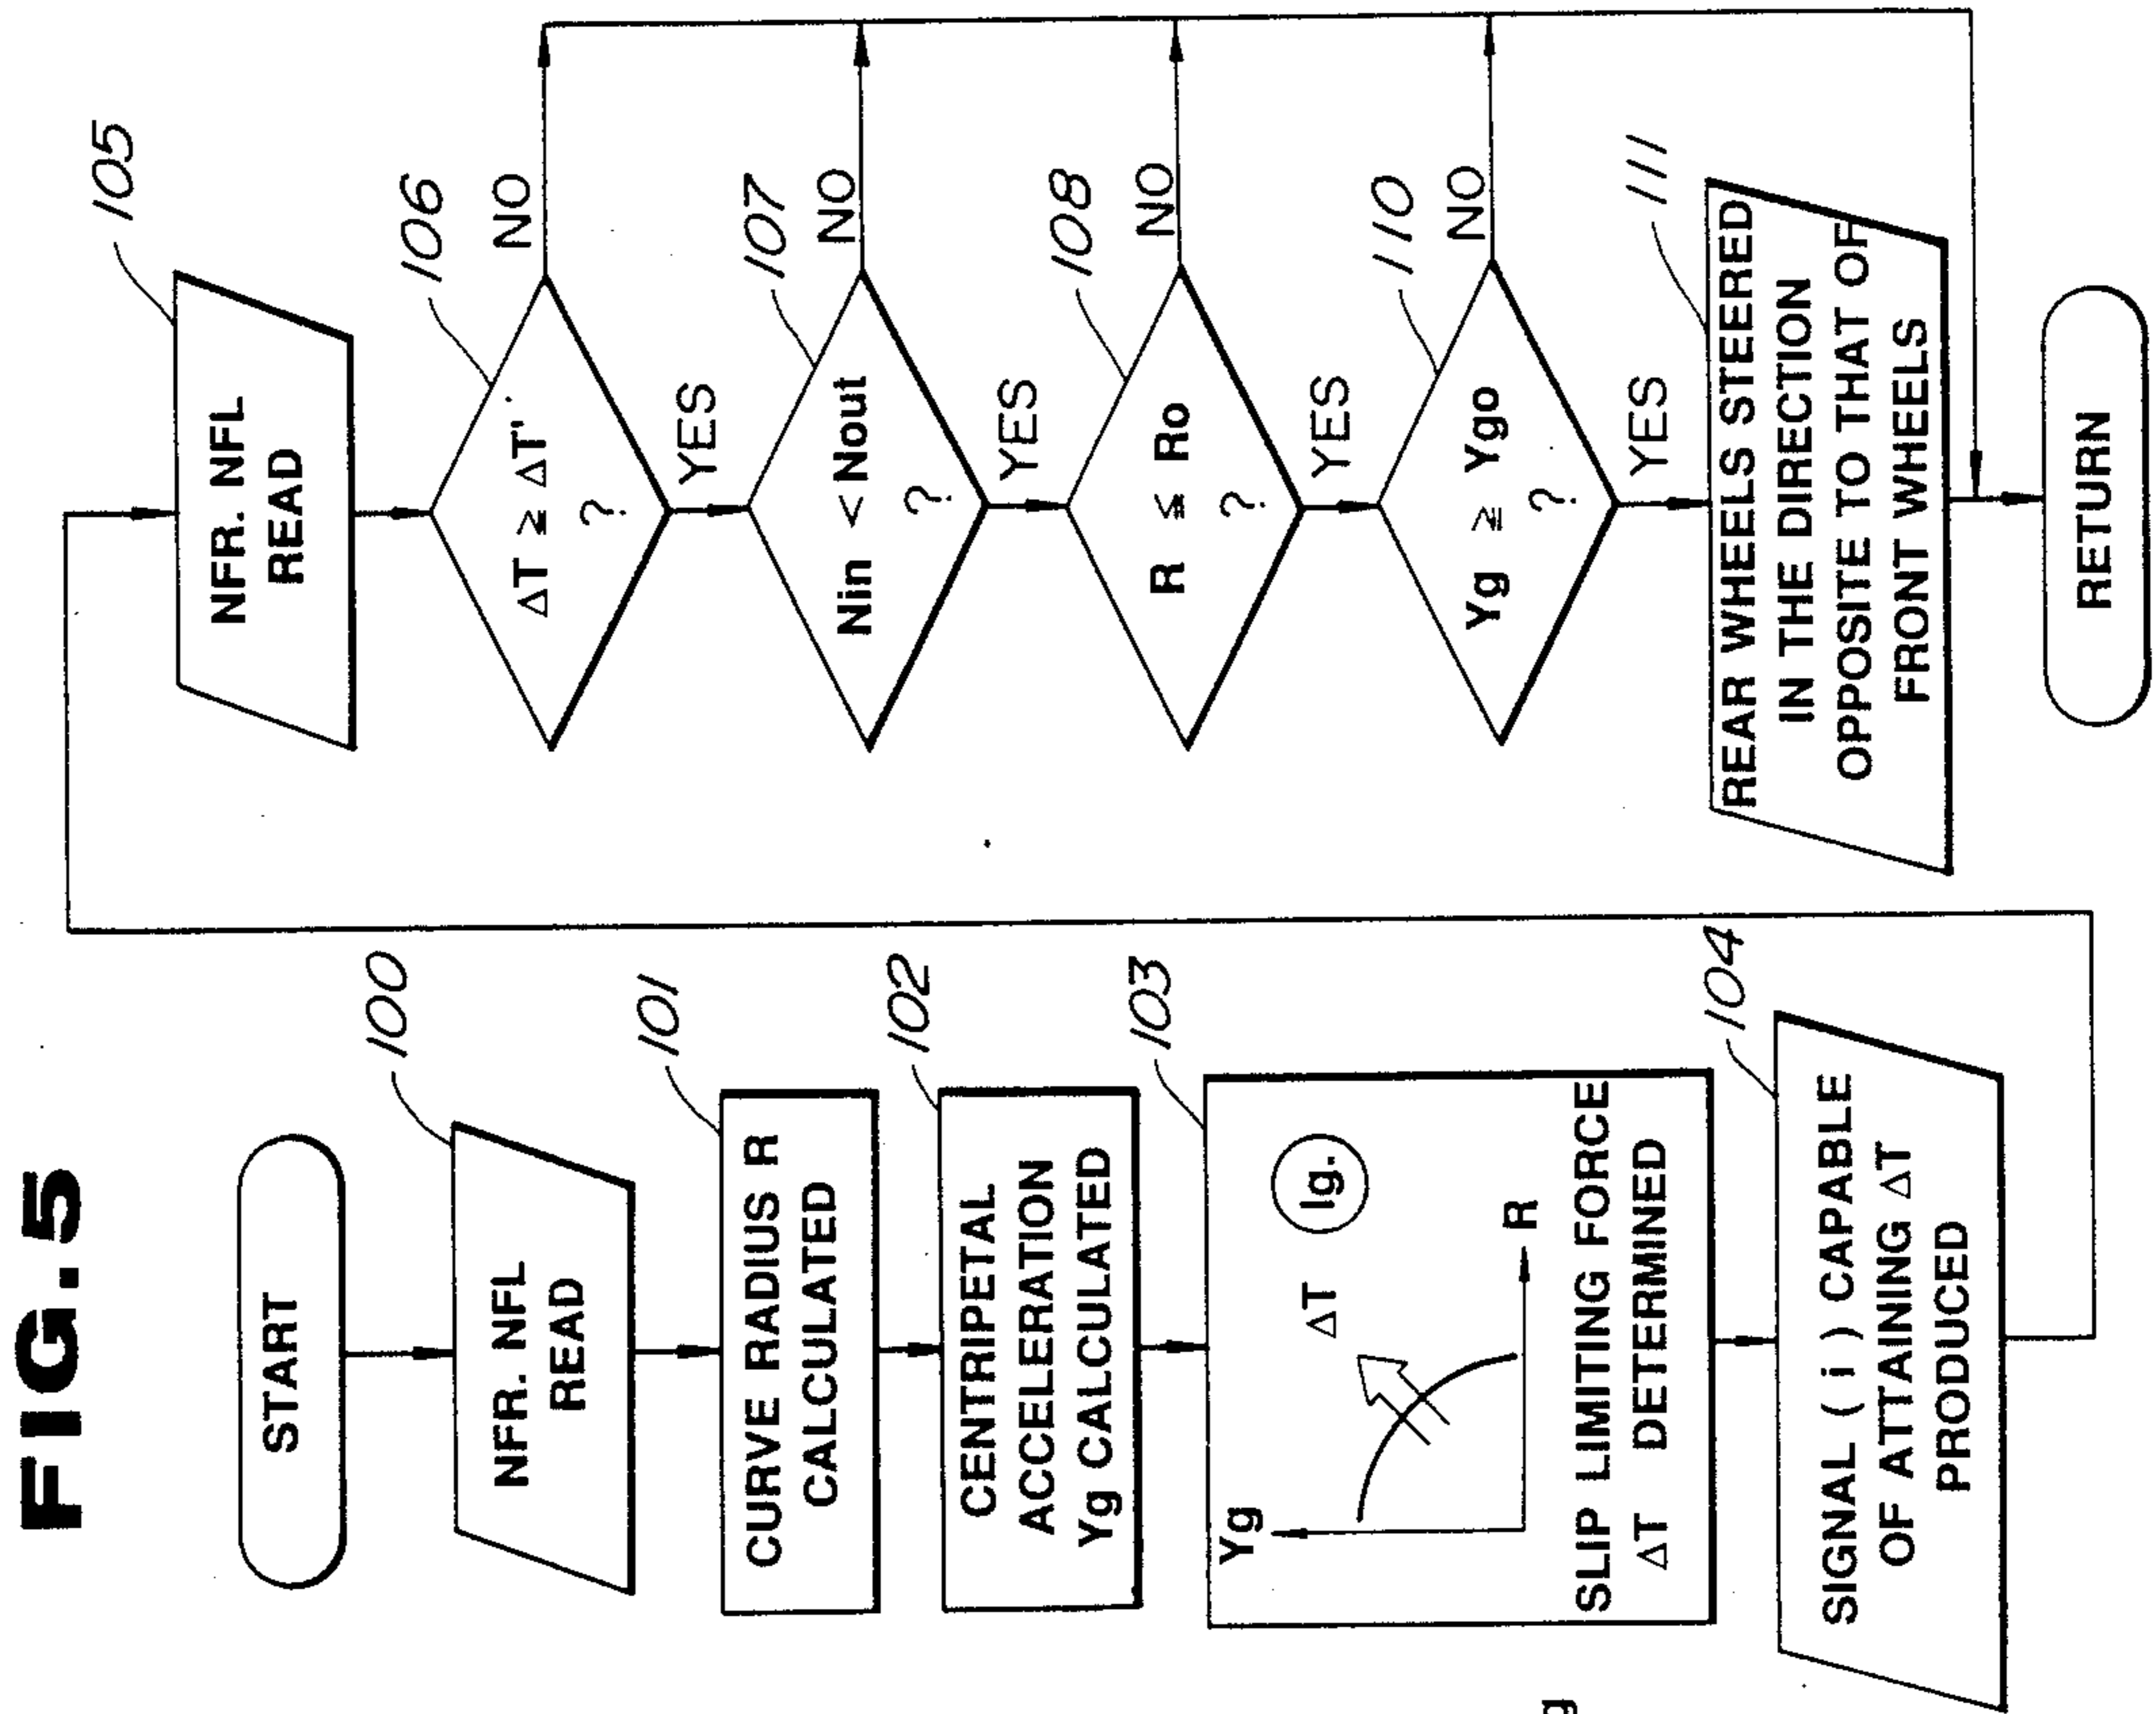 FIG.5
START
100
NFR. NFL
READ
101
CURVE RADIUS R
CALCULATED
102
CENTRIPETAL
ACCELERATION
Yg CALCULATED
103
Yg
ΔT
Ig.
R
SLIP LIMITING FORCE
ΔT DETERMINED
104
SIGNAL ( i ) CAPABLE
OF ATTAINING ΔT
PRODUCED
105
NFR. NFL
READ
106
ΔT ≧ ΔT'
?
NO
YES
107
Nin < Nout
?
NO
YES
108
R ≦ Ro
?
NO
YES
110
Yg ≧ Ygo
?
NO
YES
111
REAR WHEELS STEERED
IN THE DIRECTION
OPPOSITE TO THAT OF
FRONT WHEELS
RETURN
g